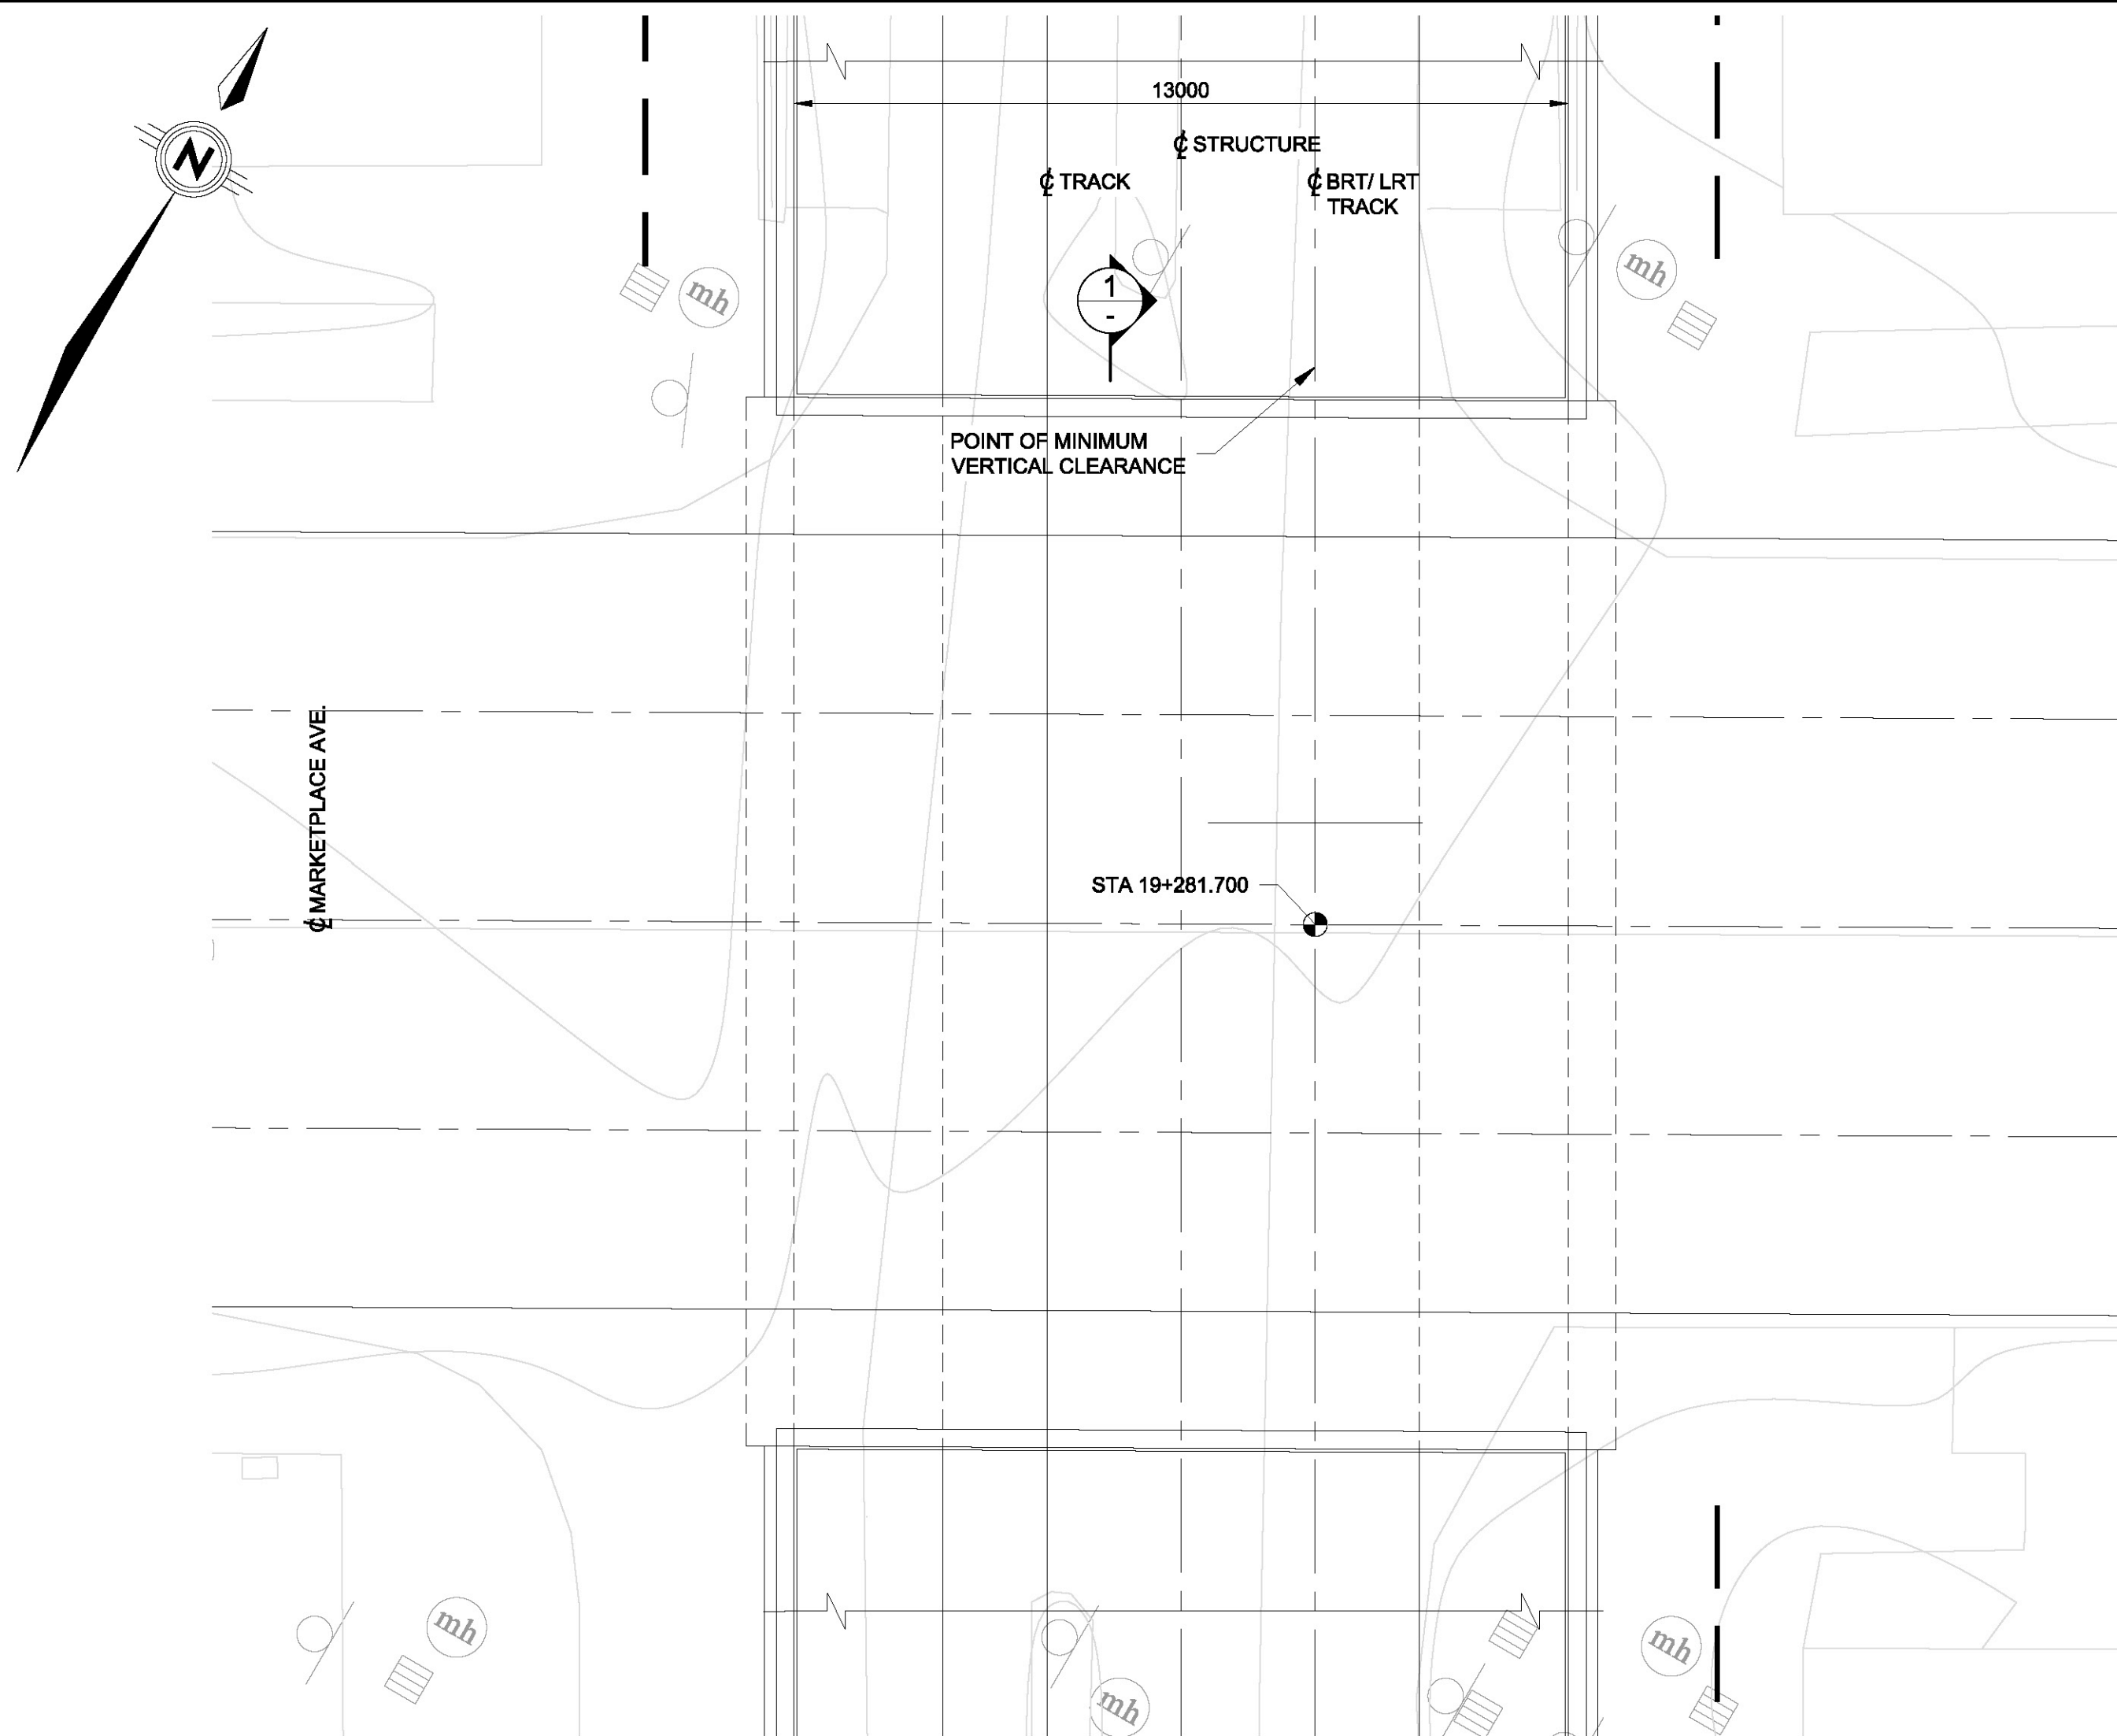 N
13000
℄ STRUCTURE
℄ TRACK
℄ BRT/ LRT
TRACK
mh
mh
1
-
POINT OF MINIMUM
VERTICAL CLEARANCE
℄ MARKETPLACE AVE.
STA 19+281.700
mh
mh
mh